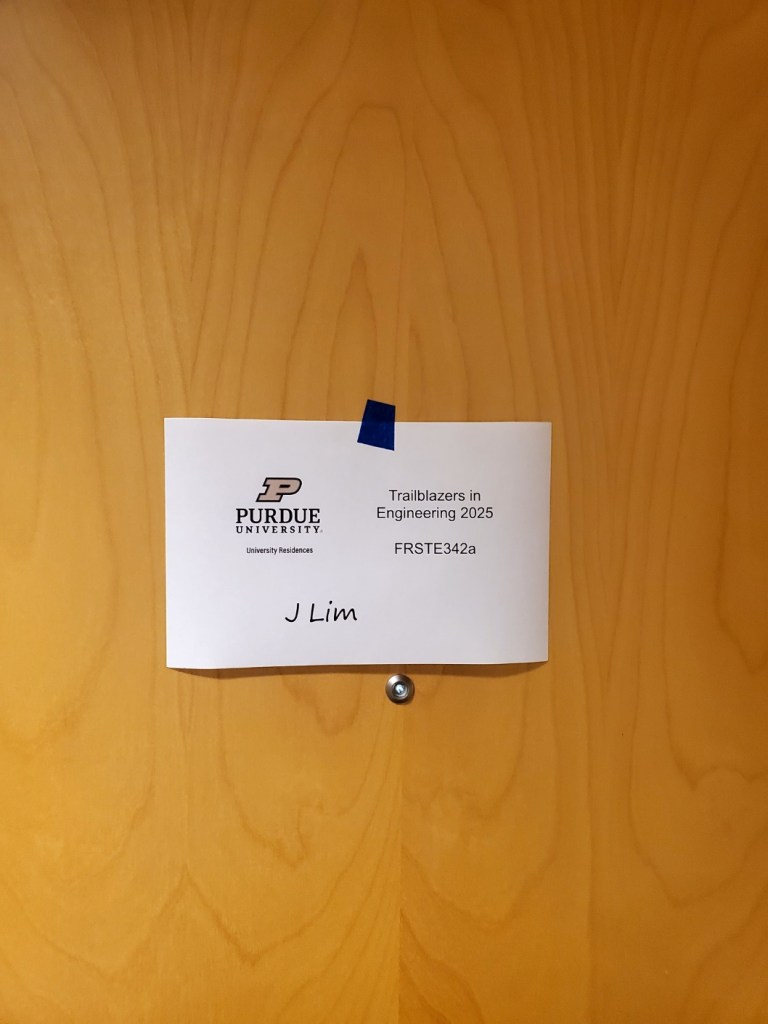 P
PURDUE
UNIVERSITY®
University Residences
Trailblazers in
Engineering 2025
FRSTE342a
J Lim